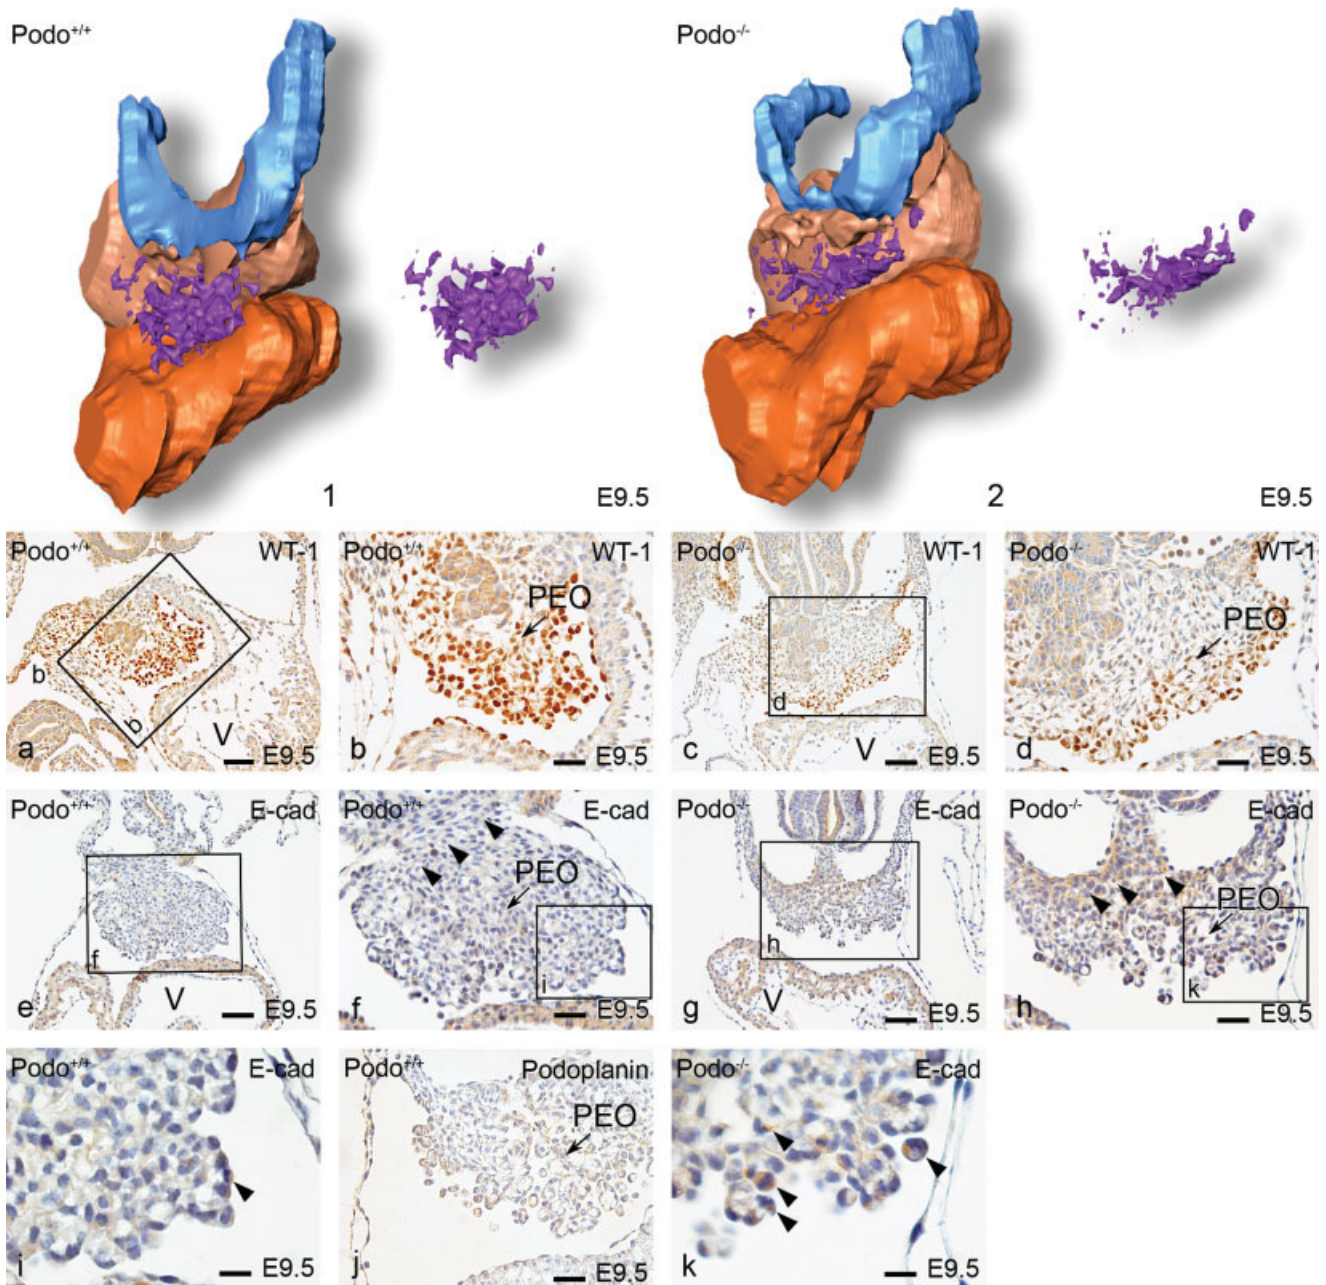 Podo+/+
Podo-/-
1
E9.5
2
E9.5
Podo+/+
WT-1
b
b
V
a
E9.5
Podo+/+
WT-1
PEO
b
E9.5
Podo-/-
WT-1
d
V
c
E9.5
Podo-/-
WT-1
PEO
d
E9.5
Podo+/+
E-cad
f
V
e
E9.5
Podo+/+
E-cad
PEO
i
f
E9.5
Podo-/-
E-cad
h
V
g
E9.5
Podo-/-
E-cad
PEO
k
h
E9.5
Podo+/+
E-cad
i
E9.5
Podo+/+
Podoplanin
PEO
j
E9.5
Podo-/-
E-cad
k
E9.5